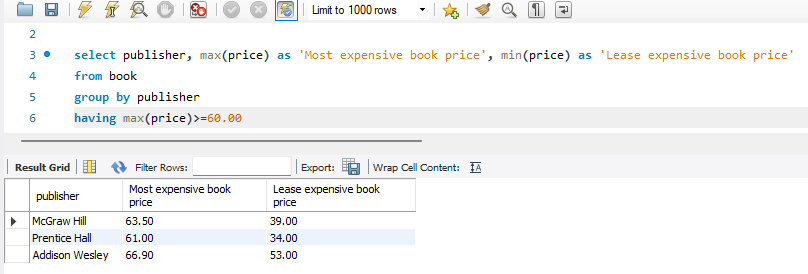 Limit to 1000 rows
2
3 select publisher, max(price) as 'Most expensive book price', min(price) as 'Lease expensive book price'
4 from book
5 group by publisher
6 having max(price)>=60.00
Result Grid Filter Rows: Export: Wrap Cell Content: IA
publisher Most expensive book price Lease expensive book price
McGraw Hill 63.50 39.00
Prentice Hall 61.00 34.00
Addison Wesley 66.90 53.00